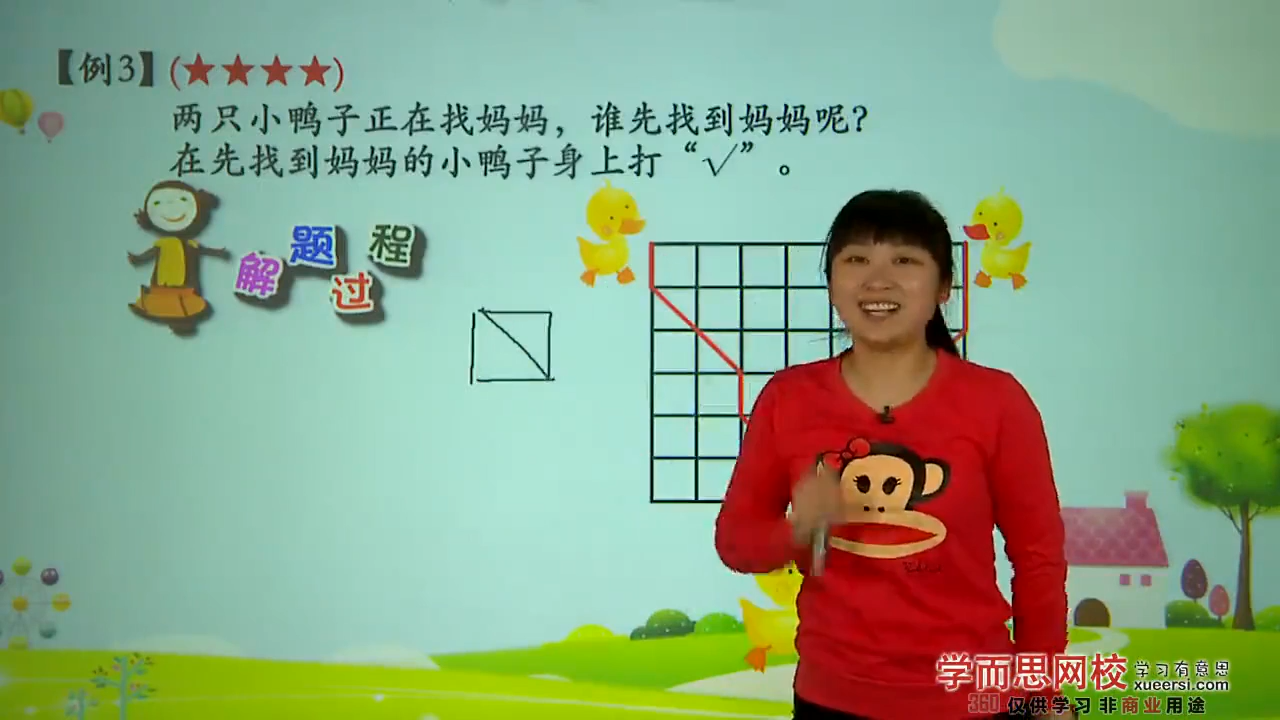 【例3】(★★★★)
两只小鸭子正在找妈妈，谁先找到妈妈呢？
在先找到妈妈的小鸭子身上打“√”。
解题过程
学而思网校 学习有意思
xueersi.com
360 仅供学习 非商业用途